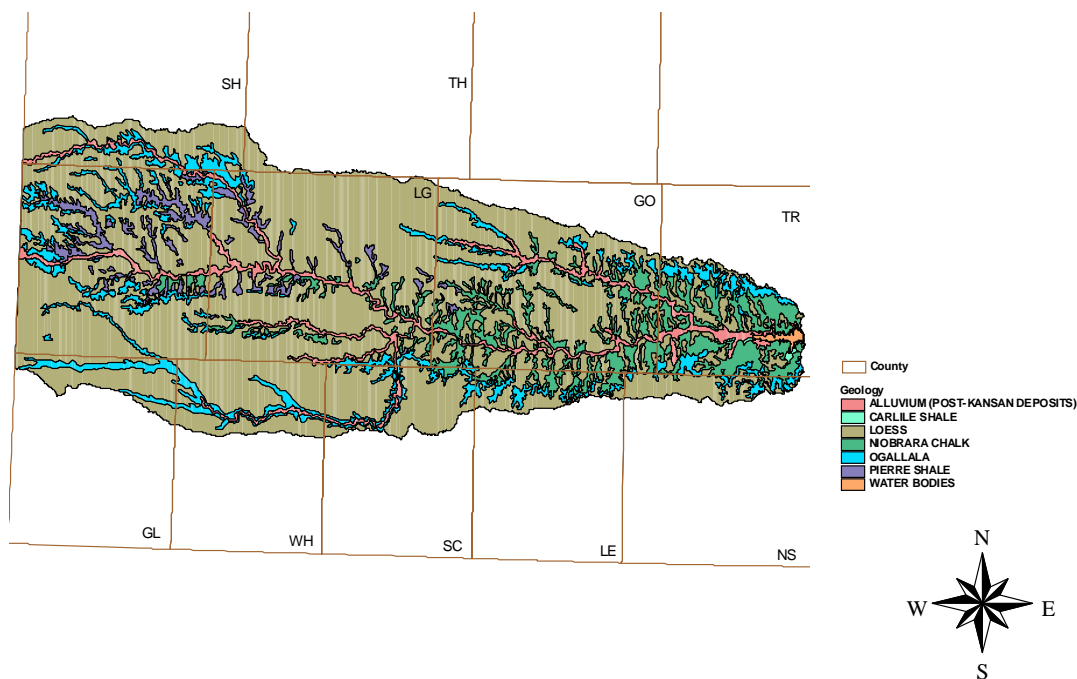 SH
TH
LG
GO
TR
County
Geology
ALLUVIUM (POST-KANSAN DEPOSITS)
CARLILE SHALE
LOESS
NIOBRARA CHALK
OGALLALA
PIERRE SHALE
WATER BODIES
GL
WH
SC
LE
NS
N
W
E
S